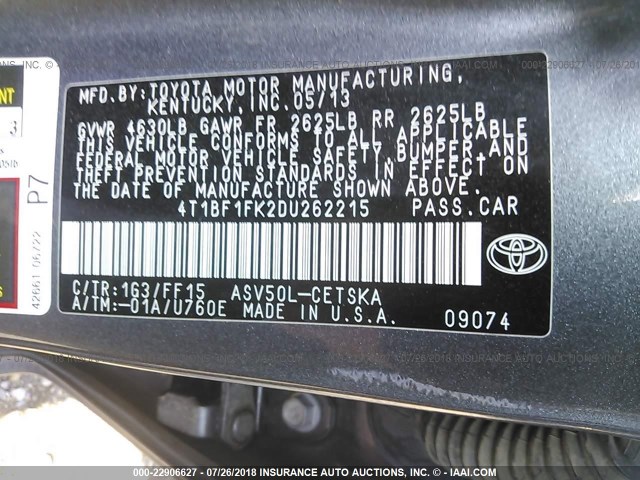 MFD.BY:TOYOTA MOTOR MANUFACTURING,
KENTUCKY, INC.05/13
GVWR 4630LB GAWR FR 2625LB RR 2625LB
THIS VEHICLE CONFORMS TO ALL APPLICABLE
FEDERAL MOTOR VEHICLE SAFETY, BUMPER AND
THEFT PREVENTION STANDARDS IN EFFECT ON
THE DATE OF MANUFACTURE SHOWN ABOVE.
4T1BF1FK2DU262215 PASS.CAR
C/TR:1G3/FF15 ASV50L-CETSKA
A/TM:-01A/U760E MADE IN U.S.A. 09074
3
P7
42661 06722
000-22906627 - 07/26/2018 - INSURANCE AUTO AUCTIONS, INC. - © - IAAI.COM